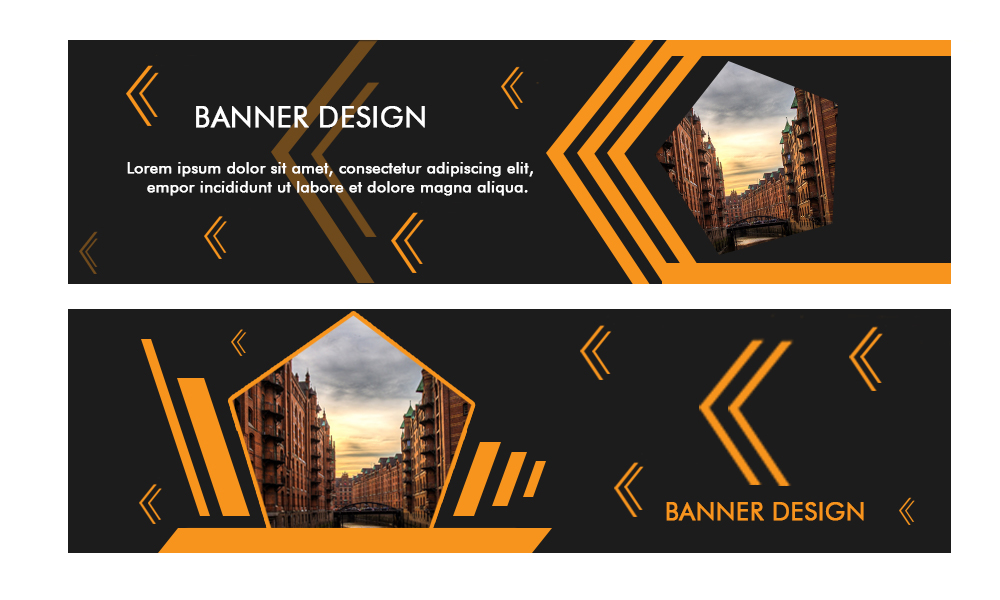 BANNER DESIGN
Lorem ipsum dolor sit amet, consectetur adipiscing elit,
empor incididunt ut labore et dolore magna aliqua.
BANNER DESIGN